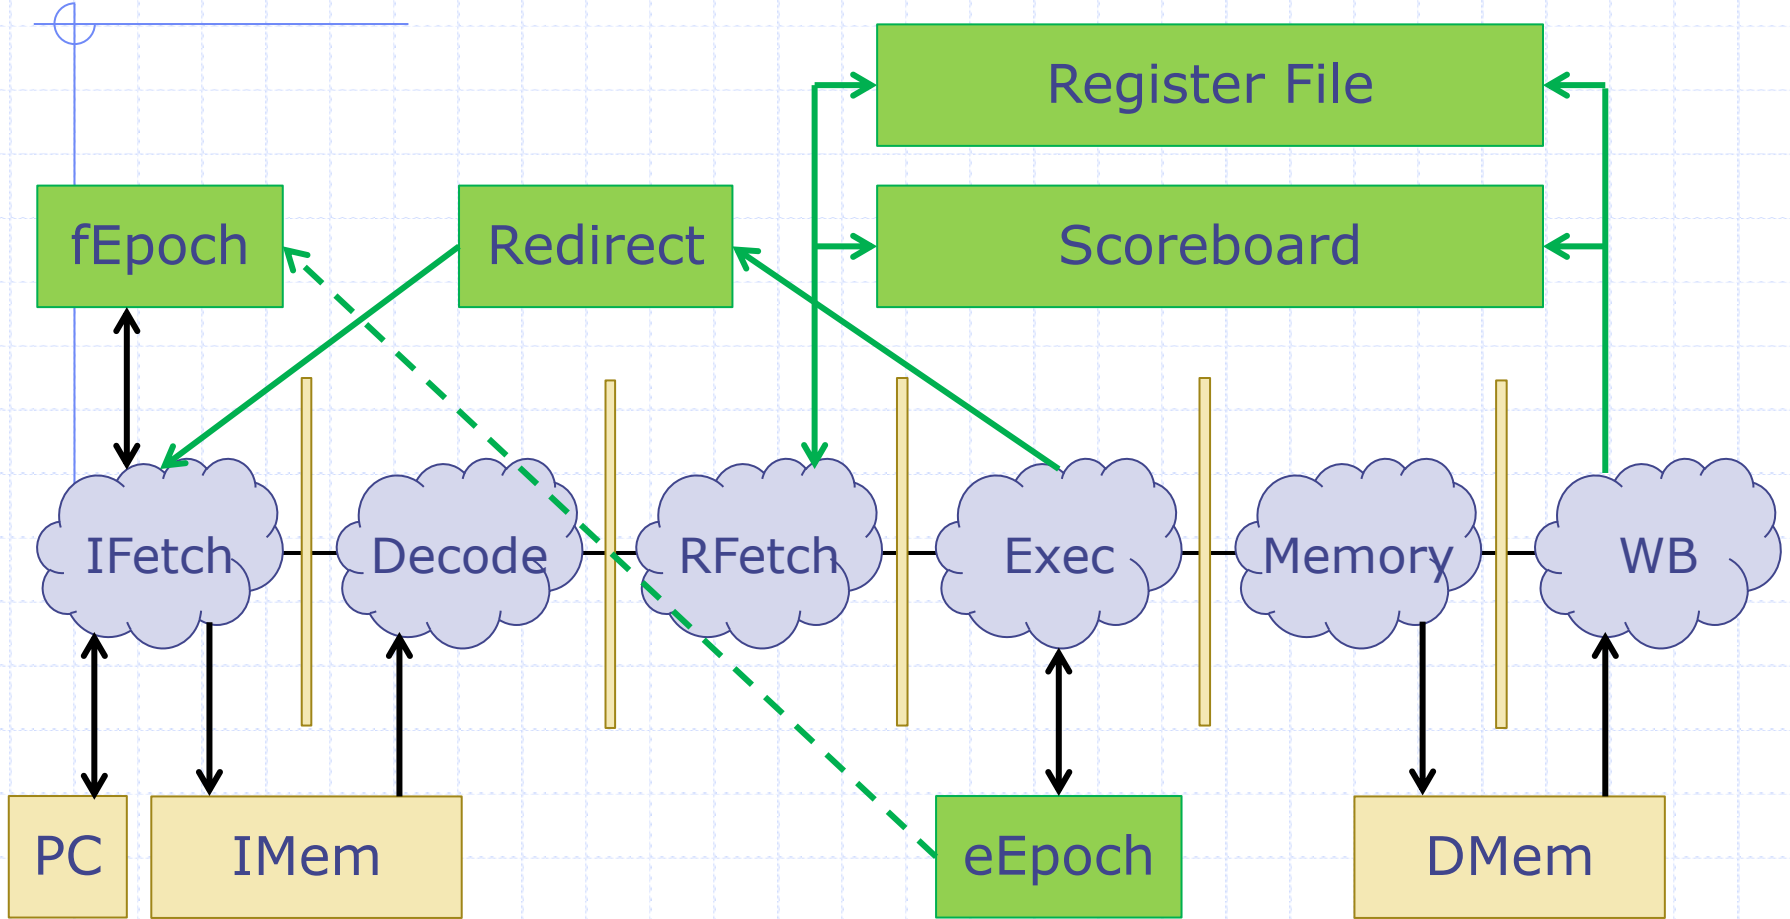 Register File
fEpoch
Redirect
Scoreboard
IFetch
Decode
RFetch
Exec
Memory
WB
PC
IMem
eEpoch
DMem